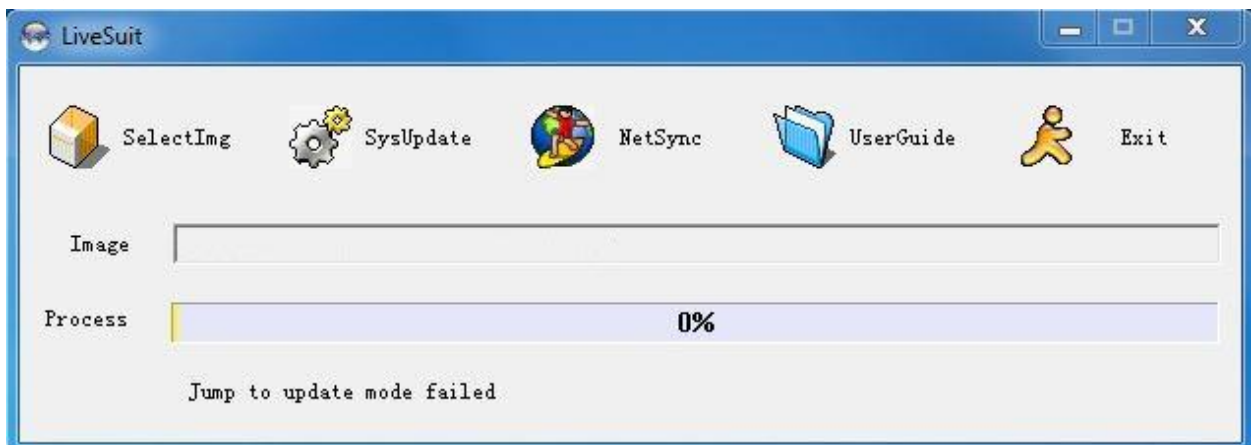 LiveSuit
SelectImg SysUpdate NetSync UserGuide Exit
Image
Process 0%
Jump to update mode failed